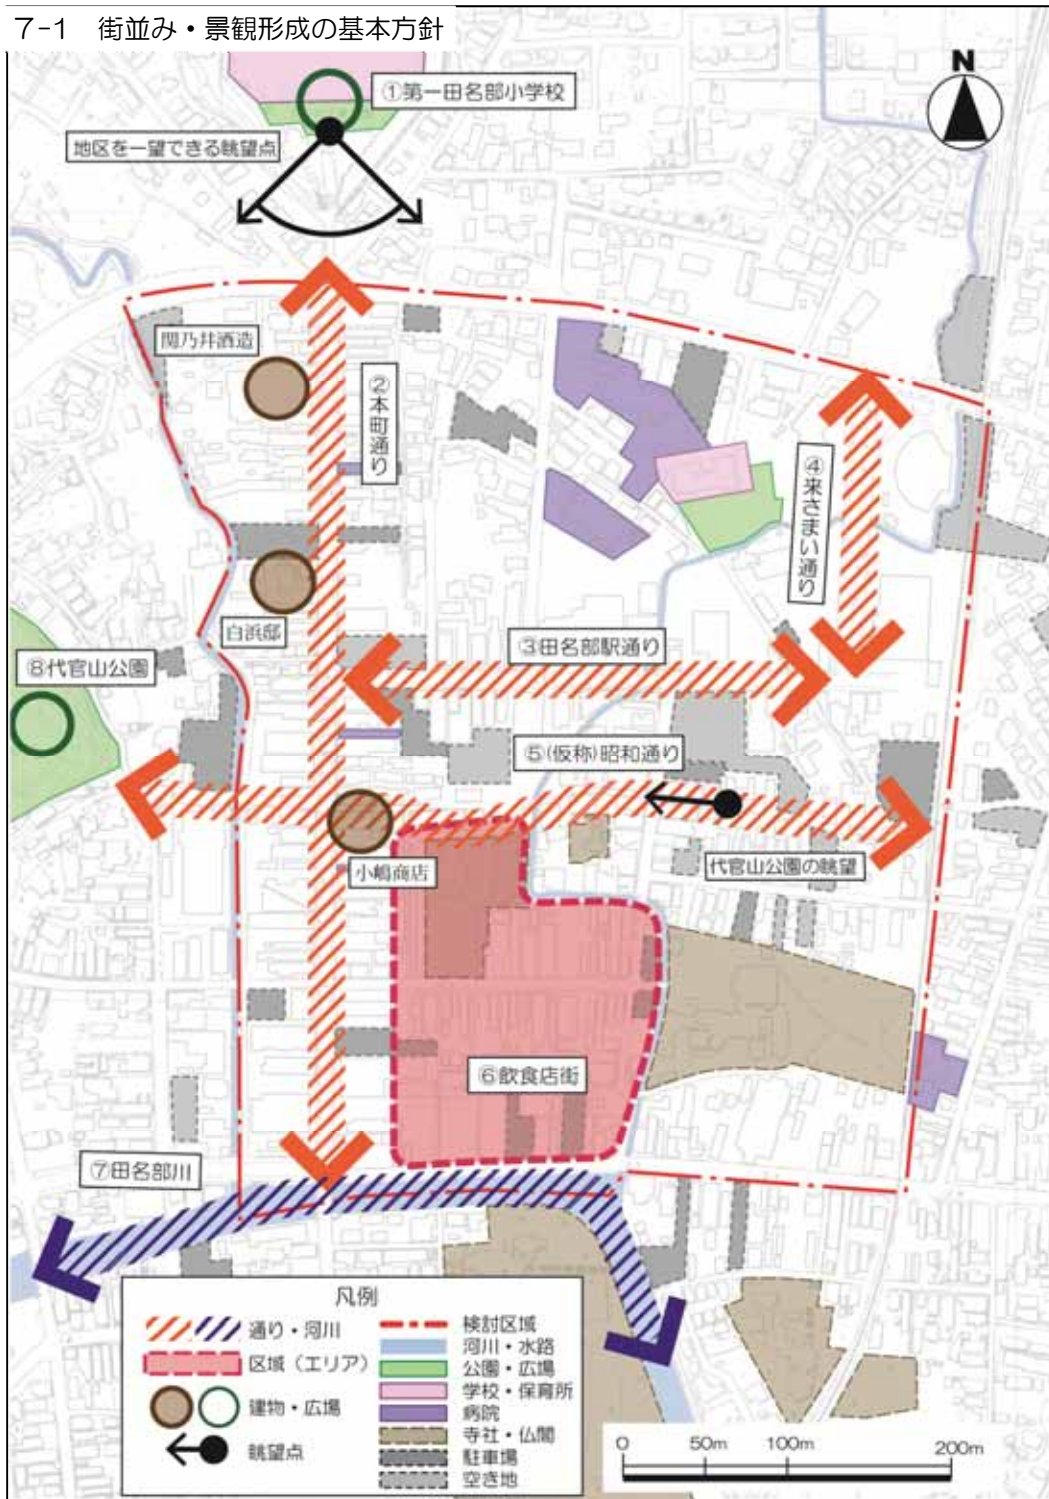 7-1 街並み・景観形成の基本方針
①第一田名部小学校
地区を一望できる眺望点
N
関乃井酒造
②本町通り
④来さまい通り
白浜邸
③田名部駅通り
⑧代官山公園
⑤(仮称)昭和通り
小嶋商店
代官山公園の眺望
⑥飲食店街
⑦田名部川
凡例
通り・河川
区域(エリア)
建物・広場
眺望点
検討区域
河川・水路
公園・広場
学校・保育所
病院
寺社・仏閣
駐車場
空き地
0 50m 100m 200m